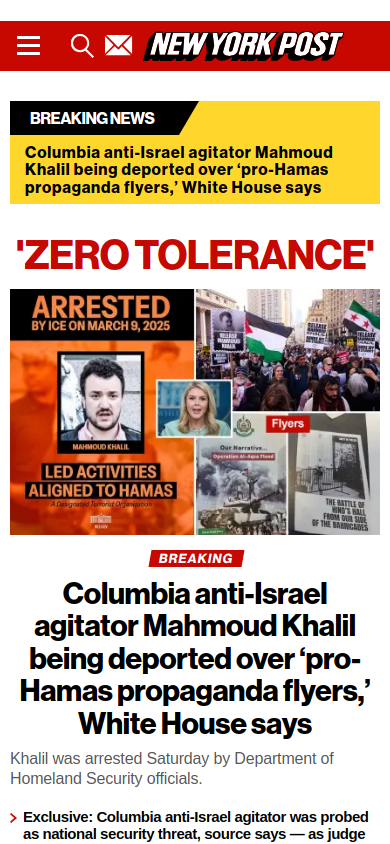 NEW YORK POST
BREAKING NEWS
Columbia anti-Israel agitator Mahmoud
Khalil being deported over ‘pro-Hamas
propaganda flyers,’ White House says
'ZERO TOLERANCE'
ARRESTED
BY ICE ON MARCH 9, 2025
MAHMOUD KHALIL
LED ACTIVITIES
ALIGNED TO HAMAS
A Designated Terrorist Organization
Flyers
Our Narrative...
Operation Al-Aqsa Flood
THE BATTLE OF
HIND'S HALL
FROM OUR SIDE
OF THE BARRICADES
BREAKING
Columbia anti-Israel
agitator Mahmoud Khalil
being deported over ‘pro-
Hamas propaganda flyers,’
White House says
Khalil was arrested Saturday by Department of
Homeland Security officials.
Exclusive: Columbia anti-Israel agitator was probed
as national security threat, source says — as judge